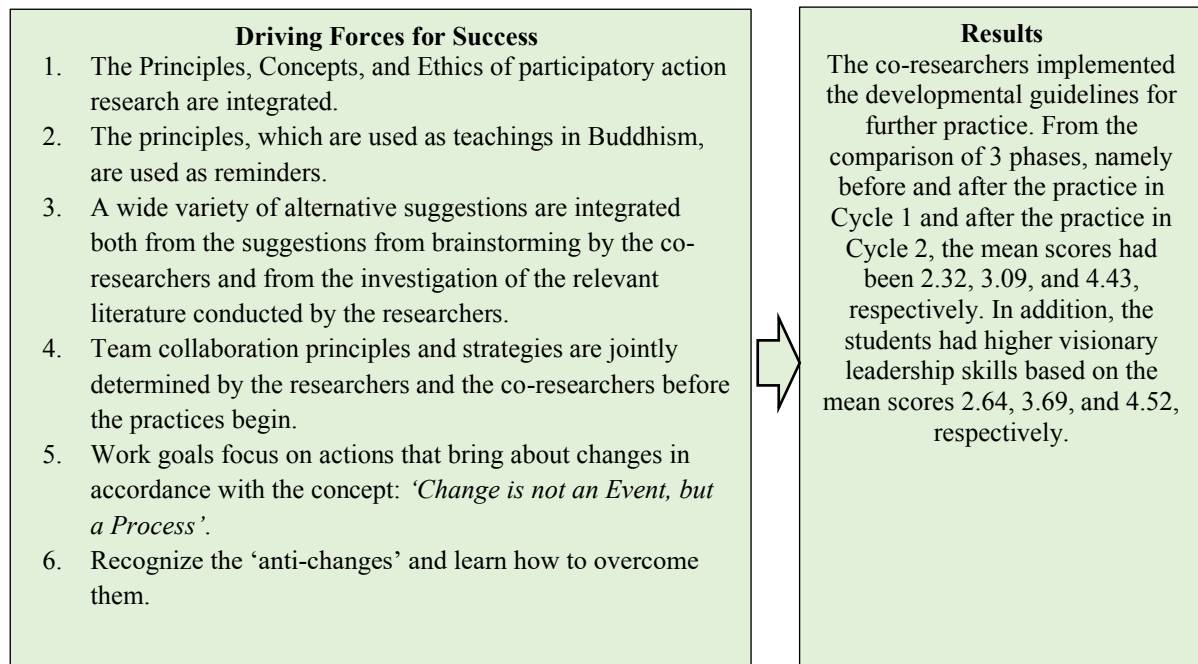 Driving Forces for Success
1. The Principles, Concepts, and Ethics of participatory action
research are integrated.
2. The principles, which are used as teachings in Buddhism,
are used as reminders.
3. A wide variety of alternative suggestions are integrated
both from the suggestions from brainstorming by the co-
researchers and from the investigation of the relevant
literature conducted by the researchers.
4. Team collaboration principles and strategies are jointly
determined by the researchers and the co-researchers before
the practices begin.
5. Work goals focus on actions that bring about changes in
accordance with the concept: ‘Change is not an Event, but
a Process’.
6. Recognize the ‘anti-changes’ and learn how to overcome
them.
Results
The co-researchers implemented
the developmental guidelines for
further practice. From the
comparison of 3 phases, namely
before and after the practice in
Cycle 1 and after the practice in
Cycle 2, the mean scores had
been 2.32, 3.09, and 4.43,
respectively. In addition, the
students had higher visionary
leadership skills based on the
mean scores 2.64, 3.69, and 4.52,
respectively.